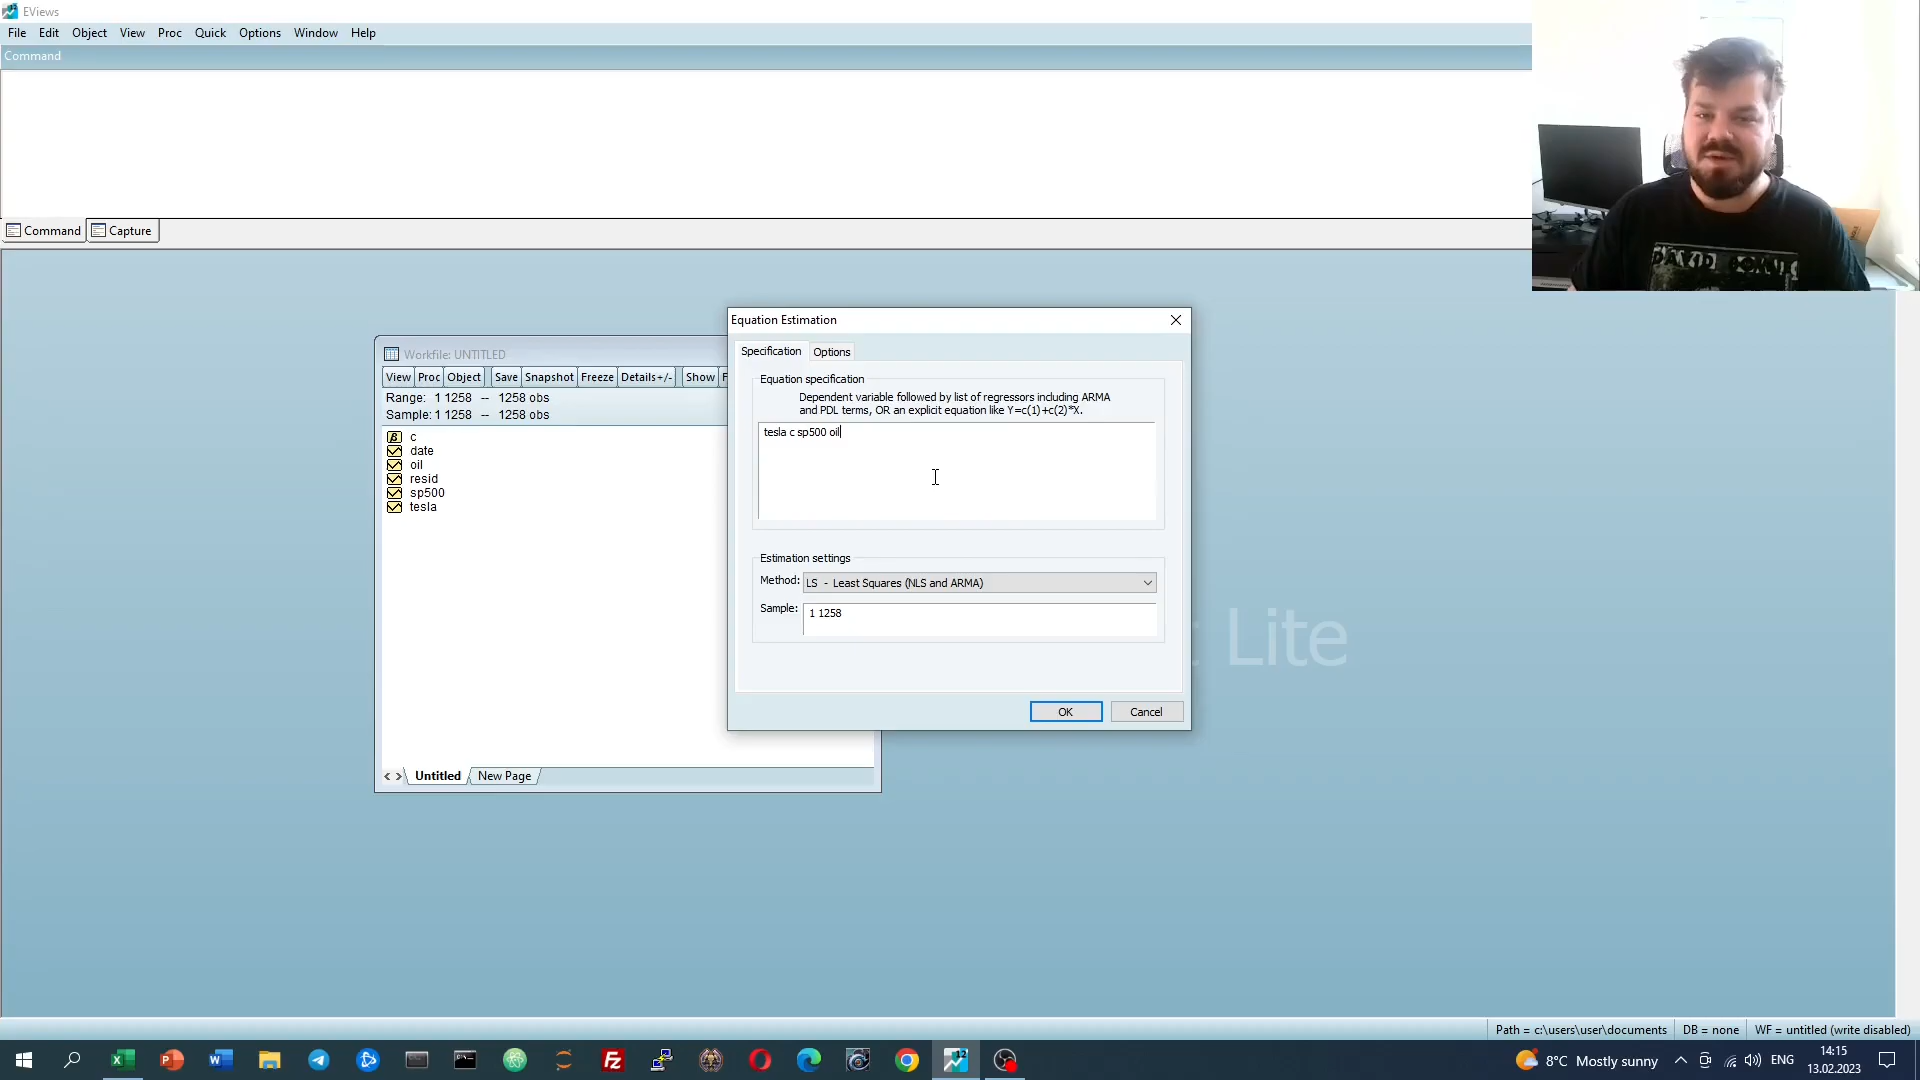 EViews
File Edit Object View Proc Quick Options Window Help
Command
Command Capture
DAVID BOWIE
Equation Estimation
Specification Options
Equation specification
Dependent variable followed by list of regressors including ARMA
and PDL terms, OR an explicit equation like Y=c(1)+c(2)*X.
tesla c sp500 oil
Estimation settings
Method: LS - Least Squares (NLS and ARMA)
Sample: 1 1258
OK Cancel
Workfile: UNTITLED
View Proc Object Save Snapshot Freeze Details+/- Show F
Range: 1 1258 -- 1258 obs
Sample: 1 1258 -- 1258 obs
c
date
oil
resid
sp500
tesla
< > Untitled New Page
Lite
Path = c:\users\user\documents DB = none WF = untitled (write disabled)
8°C Mostly sunny ENG
14:15
13.02.2023